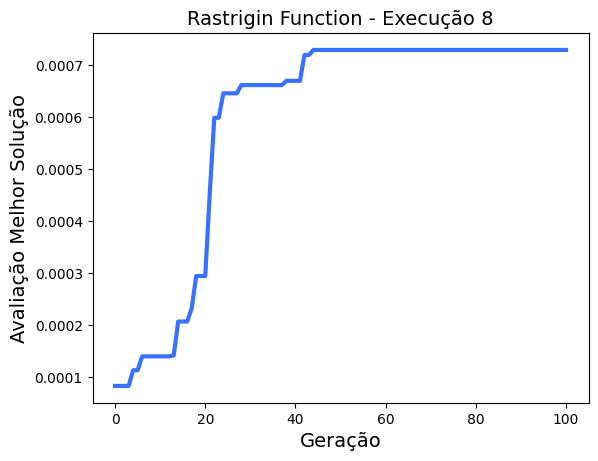 Rastrigin Function - Execução 8
Avaliação Melhor Solução
0.0007
0.0006
0.0005
0.0004
0.0003
0.0002
0.0001
0 20 40 60 80 100
Geração